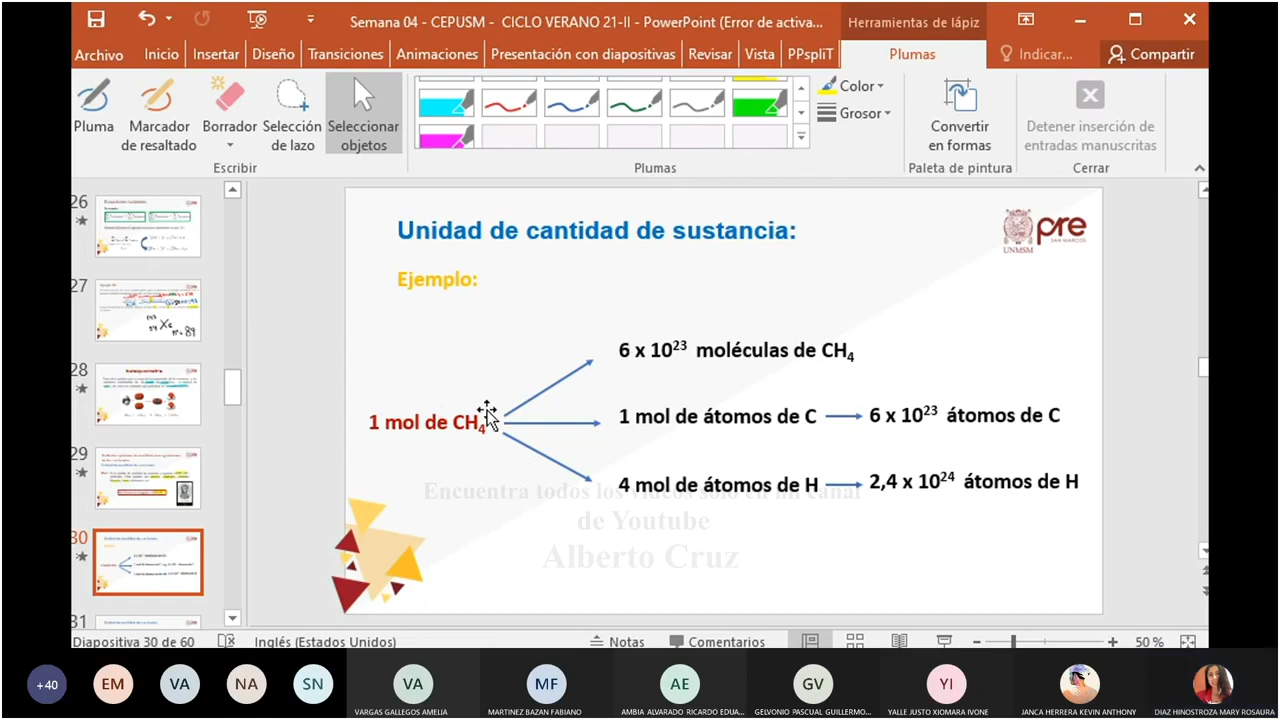 Semana 04 - CEPUSM - CICLO VERANO 21-II - PowerPoint (Error de activa...
Herramientas de lápiz
Archivo Inicio Insertar Diseño Transiciones Animaciones Presentación con diapositivas Revisar Vista PPspliT Plumas Indicar... Compartir
Pluma
Marcador de resaltado
Borrador
Selección de lazo
Seleccionar objetos
Color
Grosor
Convertir en formas
Detener inserción de entradas manuscritas
Escribir
Plumas
Paleta de pintura
Cerrar
26
27
28
29
30
31
Unidad de cantidad de sustancia:
UNMSM
pre
SAN MARCOS
Ejemplo:
6 x 10²³ moléculas de CH₄
1 mol de CH₄
1 mol de átomos de C
6 x 10²³ átomos de C
4 mol de átomos de H
2,4 x 10²⁴ átomos de H
Encuentra todos los videos solo en mi canal
de Youtube
Alberto Cruz
Diapositiva 30 de 60 Inglés (Estados Unidos) Notas Comentarios 50 %
+40 EM VA NA SN VA MF AE GV YI
VARGAS GALLEGOS AMELIA
MARTINEZ BAZAN FABIANO
AMBIA ALVARADO RICARDO EDUA...
GELVONIO PASCUAL GUILLERMO...
YALLE JUSTO XIOMARA IVONE
JANCA HERRERA KEVIN ANTHONY
DIAZ HINOSTROZA MARY ROSAURA